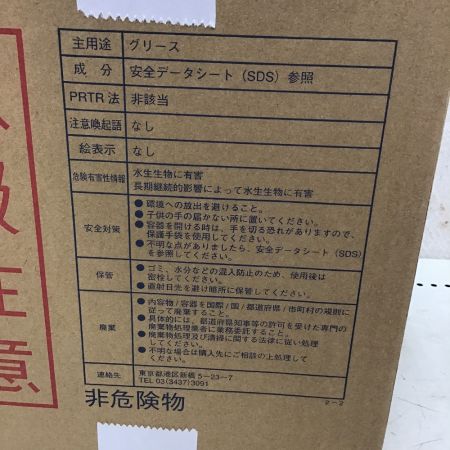 取扱注意
主用途 グリース
成分 安全データシート（SDS）参照
PRTR法 非該当
注意喚起語 なし
絵表示 なし
危険有害性情報 水生生物に有害
長期継続的影響によって水生生物に有害
安全対策
●環境への放出を避けること。
●子供の手の届かない所に置いてください。
●容器を開ける時は、手を切る恐れがありますので、
保護手袋を使用してください。
●不明な点がありましたら、安全データシート（SDS）
を参照してください。
保管
●ゴミ、水分などの混入防止のため、使用後は
密栓してください。
●直射日光を避け暗所に保管してください。
廃棄
●内容物／容器を国際／国／都道府県／市町村の規則に
従って廃棄すること。
●具体的には、都道府県知事等の許可を受けた専門の
廃棄物処理業者に業務委託すること。
●廃棄物処理及び清掃に関する法律に従い処理
してください。
●不明な場合は購入先にご相談の上処理して
ください。
連絡先 東京都港区新橋5－23－7
TEL 03(3437)3091
非危険物
2－2